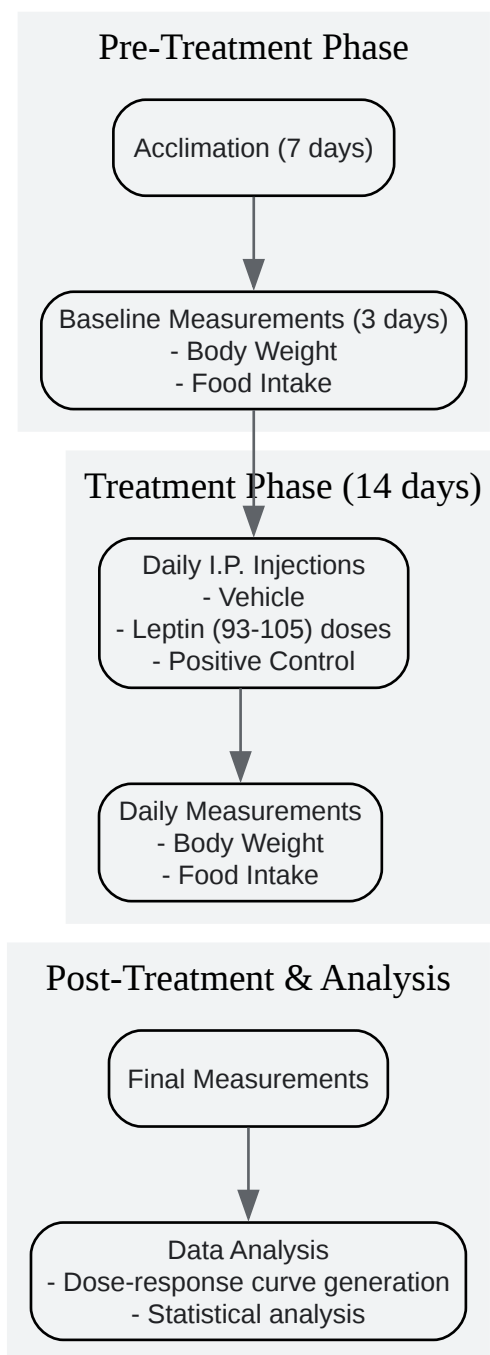 Pre-Treatment Phase
Acclimation (7 days)
Baseline Measurements (3 days)
- Body Weight
- Food Intake
Treatment Phase (14 days)
Daily I.P. Injections
- Vehicle
- Leptin (93-105) doses
- Positive Control
Daily Measurements
- Body Weight
- Food Intake
Post-Treatment & Analysis
Final Measurements
Data Analysis
- Dose-response curve generation
- Statistical analysis